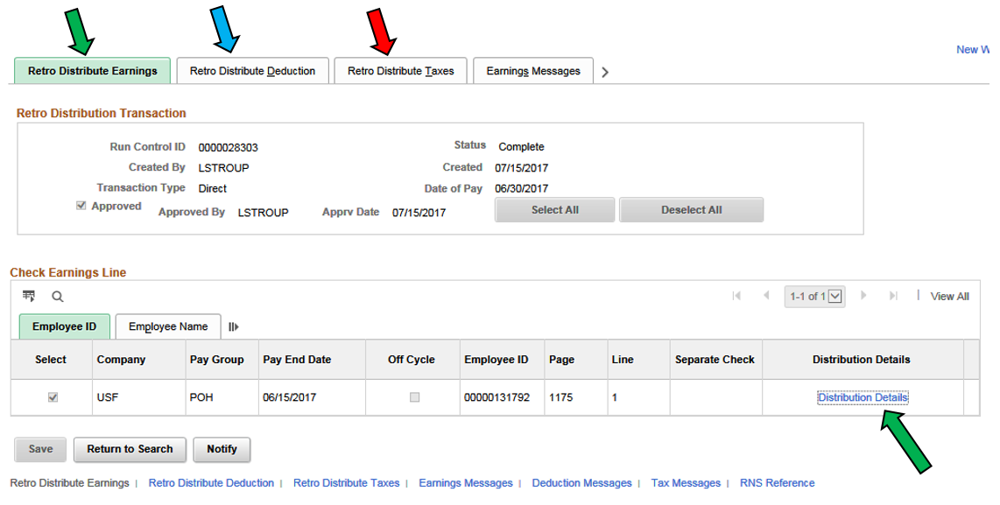 New W
Retro Distribute Earnings Retro Distribute Deduction Retro Distribute Taxes Earnings Messages
Retro Distribution Transaction
Run Control ID 0000028303 Status Complete
Created By LSTROUP Created 07/15/2017
Transaction Type Direct Date of Pay 06/30/2017
Approved Approved By LSTROUP Apprv Date 07/15/2017 Select All Deselect All
Check Earnings Line
1-1 of 1 | View All
Employee ID Employee Name
Select Company Pay Group Pay End Date Off Cycle Employee ID Page Line Separate Check Distribution Details
USF POH 06/15/2017 00000131792 1175 1 Distribution Details
Save Return to Search Notify
Retro Distribute Earnings | Retro Distribute Deduction | Retro Distribute Taxes | Earnings Messages | Deduction Messages | Tax Messages | RNS Reference